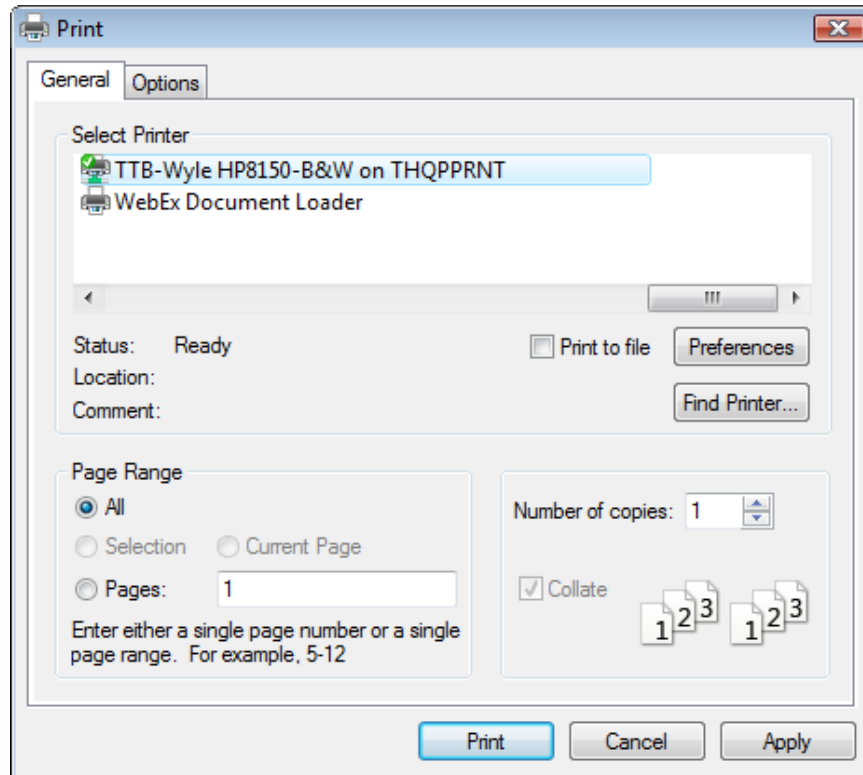 Print
General Options
Select Printer
TTB-Wyle HP8150-B&W on THQPPRNT
WebEx Document Loader
Status: Ready
Print to file
Preferences
Location:
Comment:
Find Printer...
Page Range
All
Selection Current Page
Pages: 1
Enter either a single page number or a single
page range. For example, 5-12
Number of copies: 1
Collate
1 2 3 1 2 3
Print Cancel Apply